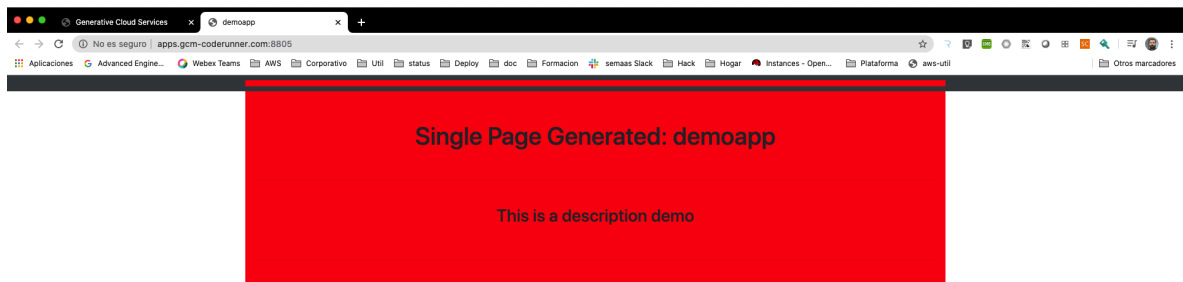 Generative Cloud Services
demoapp
No es seguro | apps.gcm-coderunner.com:8805
Aplicaciones Advanced Engine... Webex Teams AWS Corporativo Util status Deploy doc Formacion semaas Slack Hack Hogar Instances - Open... Plataforma aws-util Otros marcadores
Single Page Generated: demoapp
This is a description demo